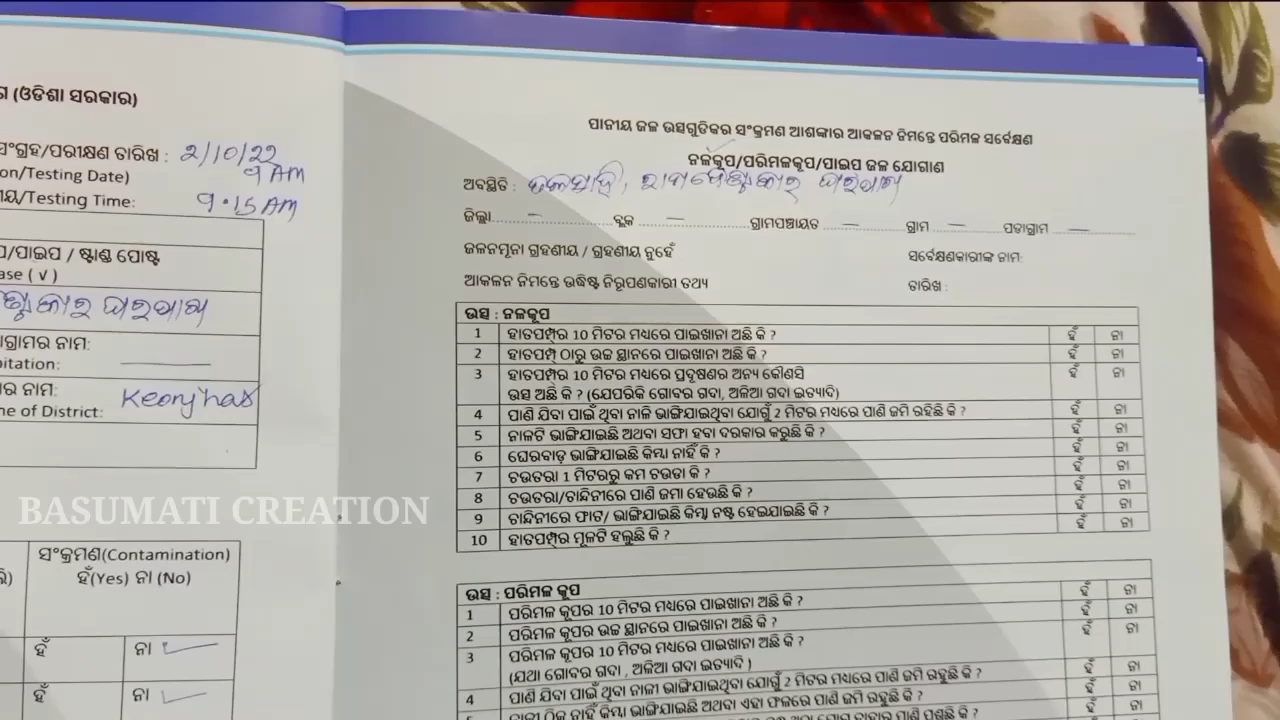 (ଓଡିଶା ସରକାର)
ସଂଗ୍ରହ/ପରୀକ୍ଷଣ ତାରିଖ : 2/10/22
9 AM
on/Testing Date)
ୟ/Testing Time: 9.15 AM
ପ/ପାଇପ / ଷ୍ଟାଣ୍ଡ ପୋଷ୍ଟ
ase ( √ )
ାଗ୍ରାମର ନାମ:
bitation:
ାର ନାମ:
ne of District: Keonjhar
ସଂକ୍ରମଣ(Contamination)
ହଁ(Yes) ନା (No)
ହଁ ନା
ହଁ ନା
ପାନୀୟ ଜଳ ଉତ୍ସଗୁଡିକର ସଂକ୍ରମଣ ଆଶଙ୍କାର ଆକଳନ ନିମନ୍ତେ ପରିମଳ ସର୍ବେକ୍ଷଣ
ନଳକୂପ/ପରିମଳକୂପ/ପାଇପ ଜଳ ଯୋଗାଣ
ଅବସ୍ଥିତି :
ଜିଲ୍ଲା ବ୍ଲକ ଗ୍ରାମପଞ୍ଚାୟତ ଗ୍ରାମ ପଡାଗ୍ରାମ
ଜଳନମୂନା ଗ୍ରହଣୀୟ / ଗ୍ରହଣୀୟ ନୁହେଁ ସର୍ବେକ୍ଷଣକାରୀଙ୍କ ନାମ:
ଆକଳନ ନିମନ୍ତେ ଉଦ୍ଧିଷ୍ଟ ନିରୂପଣକାରୀ ତଥ୍ୟ ତାରିଖ :
ଉତ୍ସ : ନଳକୂପ
1 ହାତପମ୍ପ୍‌ର 10 ମିଟର ମଧ୍ୟରେ ପାଇଖାନା ଅଛି କି ? ହଁ ନା
2 ହାତପମ୍ପ୍ ଠାରୁ ଉଚ୍ଚ ସ୍ଥାନରେ ପାଇଖାନା ଅଛି କି ? ହଁ ନା
3 ହାତପମ୍ପ୍‌ର 10 ମିଟର ମଧ୍ୟରେ ପ୍ରଦୂଷଣର ଅନ୍ୟ କୌଣସି ହଁ ନା
ଉତ୍ସ ଅଛି କି ? (ଯେପରିକି ଗୋବର ଗଦା, ଅଳିଆ ଗଦା ଇତ୍ୟାଦି)
4 ପାଣି ଯିବା ପାଇଁ ଥିବା ନାଳି ଭାଙ୍ଗିଯାଇଥିବା ଯୋଗୁଁ 2 ମିଟର ମଧ୍ୟରେ ପାଣି ଜମି ରହିଛି କି ? ହଁ ନା
5 ନାଳଟି ଭାଙ୍ଗିଯାଇଛି ଅଥବା ସଫା ହବା ଦରକାର କରୁଛି କି ? ହଁ ନା
6 ଘେରବାଡ଼ ଭାଙ୍ଗିଯାଇଛି କିମ୍ବା ନାହିଁ କି ? ହଁ ନା
7 ଚଉତରା 1 ମିଟରରୁ କମ ଚଉଡା କି ? ହଁ ନା
8 ଚଉତରା/ଚାନ୍ଦିନୀରେ ପାଣି ଜମା ହେଉଛି କି ? ହଁ ନା
9 ଚାନ୍ଦିନୀରେ ଫାଟ/ ଭାଙ୍ଗିଯାଇଛି କିମ୍ବା ନଷ୍ଟ ହେଇଯାଇଛି କି ? ହଁ ନା
10 ହାତପମ୍ପ୍‌ର ମୂଳଟି ହଲୁଛି କି ? ହଁ ନା
ଉତ୍ସ : ପରିମଳ କୂପ
1 ପରିମଳ କୂପର 10 ମିଟର ମଧ୍ୟରେ ପାଇଖାନା ଅଛି କି ? ହଁ ନା
2 ପରିମଳ କୂପର ଉଚ୍ଚ ସ୍ଥାନରେ ପାଇଖାନା ଅଛି କି ? ହଁ ନା
3 ପରିମଳ କୂପର 10 ମିଟର ମଧ୍ୟରେ ପାଇଖାନା ଅଛି କି ? ହଁ ନା
(ଯଥା ଗୋବର ଗଦା , ଅଳିଆ ଗଦା ଇତ୍ୟାଦି )
4 ପାଣି ଯିବା ପାଇଁ ଥିବା ନାଳୀ ଭାଙ୍ଗିଯାଇଥିବା ଯୋଗୁଁ 2 ମିଟର ମଧ୍ୟରେ ପାଣି ଜମି ରହୁଛି କି ? ହଁ ନା
ନାଳୀ ଠିକ୍ ନାହିଁ କିମ୍ବା ଭାଙ୍ଗିଯାଇଛି ଅଥବା ଏହା ଫଳରେ ପାଣି ଜମି ରହୁଛି କି ? ହଁ ନା
BASUMATI CREATION